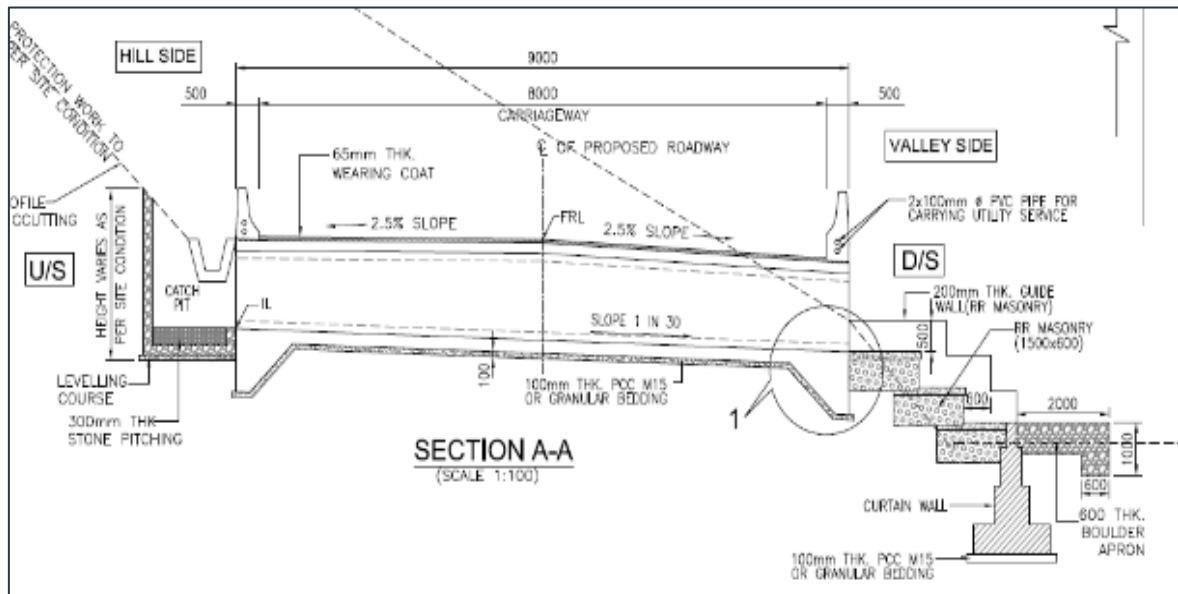 PROTECTION WORK TO
PER SITE CONDITION
HILL SIDE
9000
500
8000
500
CARRIAGEWAY
℄ OF PROPOSED ROADWAY
VALLEY SIDE
65mm THK.
WEARING COAT
2x100mm ø PVC PIPE FOR
CARRYING UTILITY SERVICE
2.5% SLOPE
FRL
2.5% SLOPE
U/S
D/S
HEIGHT VARIES AS
PER SITE CONDITION
CATCH
PIT
IL
200mm THK. GUIDE
WALL(RR MASONRY)
SLOPE 1 IN 30
RR MASONRY
(1500x600)
500
100
LEVELLING
COURSE
300mm THK
STONE PITCHING
100mm THK. PCC M15
OR GRANULAR BEDDING
1
600
2000
1000
600
SECTION A-A
(SCALE 1:100)
CURTAIN WALL
600 THK.
BOULDER
APRON
100mm THK. PCC M15
OR GRANULAR BEDDING